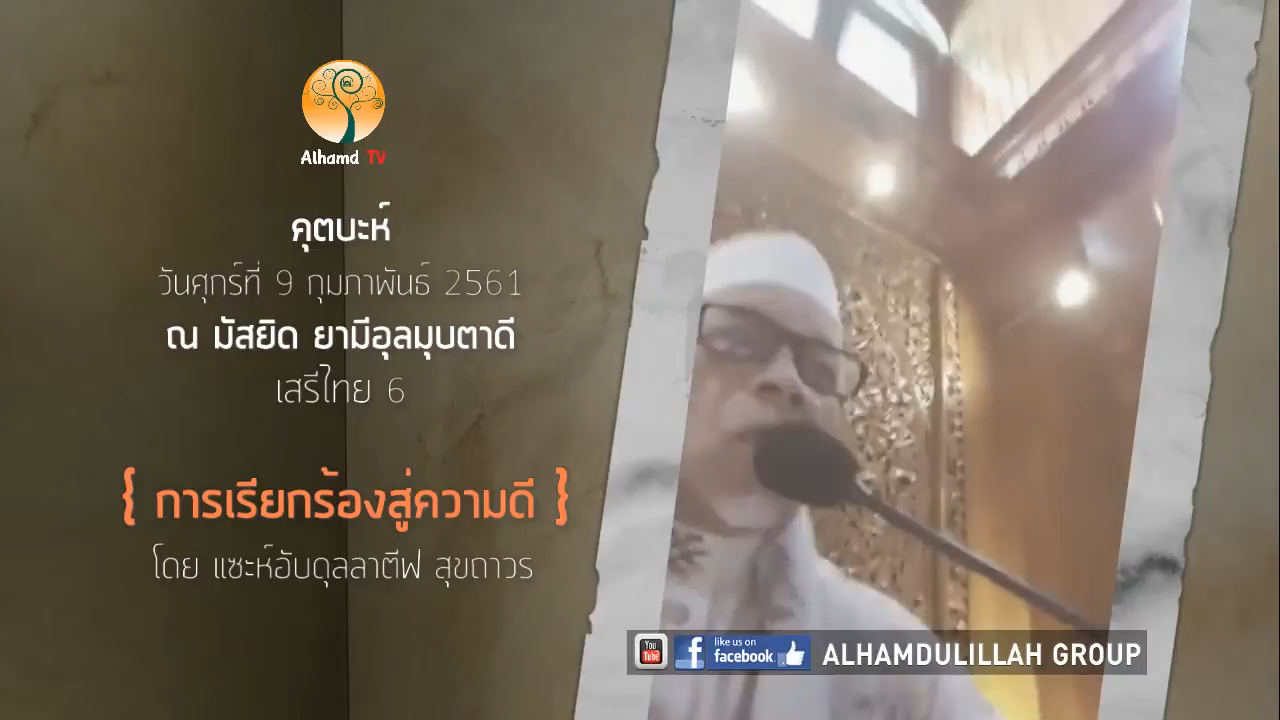 Alhamd TV
คุตบะห์
วันศุกร์ที่ 9 กุมภาพันธ์ 2561
ณ มัสยิด ยามีอุลมุบตาดี
เสรีไทย 6
{ การเรียกร้องสู่ความดี }
โดย แซะห์อับดุลลาตีฟ สุขถาวร
You Tube
like us on
facebook
ALHAMDULILLAH GROUP